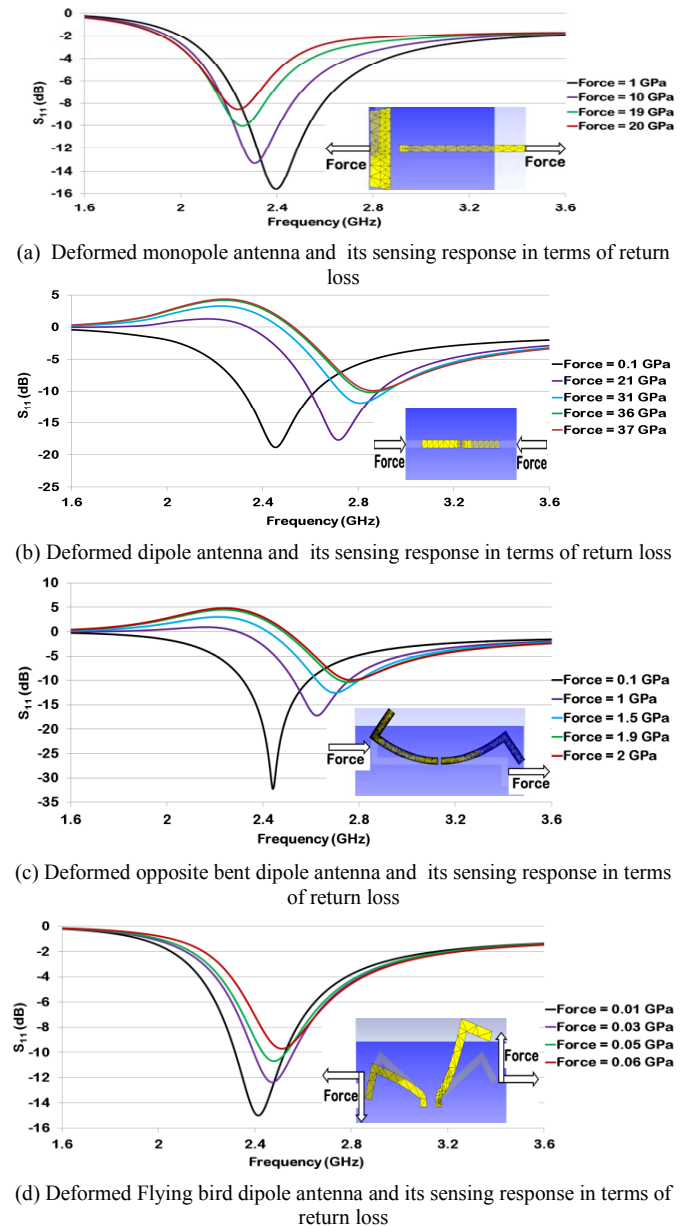 0
-2
-4
-6
-8
-10
-12
-14
-16
S11 (dB)
1.6 2 2.4 2.8 3.2 3.6
Frequency (GHz)
Force = 1 GPa
Force = 10 GPa
Force = 19 GPa
Force = 20 GPa
Force
Force
(a) Deformed monopole antenna and its sensing response in terms of return
loss
5
0
-5
-10
-15
-20
-25
S11 (dB)
1.6 2 2.4 2.8 3.2 3.6
Frequency (GHz)
Force = 0.1 GPa
Force = 21 GPa
Force = 31 GPa
Force = 36 GPa
Force = 37 GPa
Force
Force
(b) Deformed dipole antenna and its sensing response in terms of return loss
10
5
0
-5
-10
-15
-20
-25
-30
-35
S11 (dB)
1.6 2 2.4 2.8 3.2 3.6
Frequency (GHz)
Force = 0.1 GPa
Force = 1 GPa
Force = 1.5 GPa
Force = 1.9 GPa
Force = 2 GPa
Force
Force
(c) Deformed opposite bent dipole antenna and its sensing response in terms
of return loss
0
-2
-4
-6
-8
-10
-12
-14
-16
S11 (dB)
1.6 2 2.4 2.8 3.2 3.6
Frequency (GHz)
Force = 0.01 GPa
Force = 0.03 GPa
Force = 0.05 GPa
Force = 0.06 GPa
Force
Force
(d) Deformed Flying bird dipole antenna and its sensing response in terms of
return loss